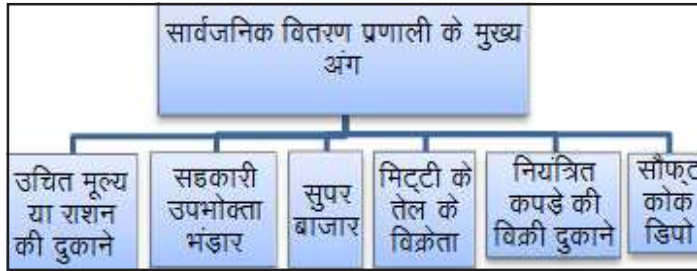 सार्वजनिक वितरण प्रणाली के मुख्य
अंग
उचित मूल्य
या राशन
की दुकाने
सहकारी
उपभोक्ता
भंड़ार
सुपर
बाजार
मिट्टी के
तेल के
विक्रेता
नियंत्रित
कपड़े की
विक्री दुकाने
सौफ्ट
कोक
डिपो